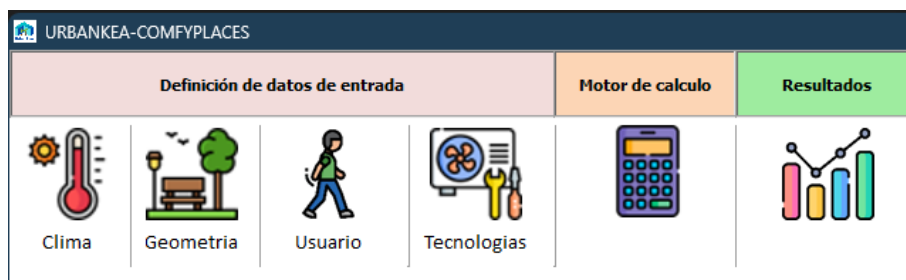 URBANKEA-COMFYPLACES
Definición de datos de entrada
Motor de calculo
Resultados
Clima
Geometria
Usuario
Tecnologias